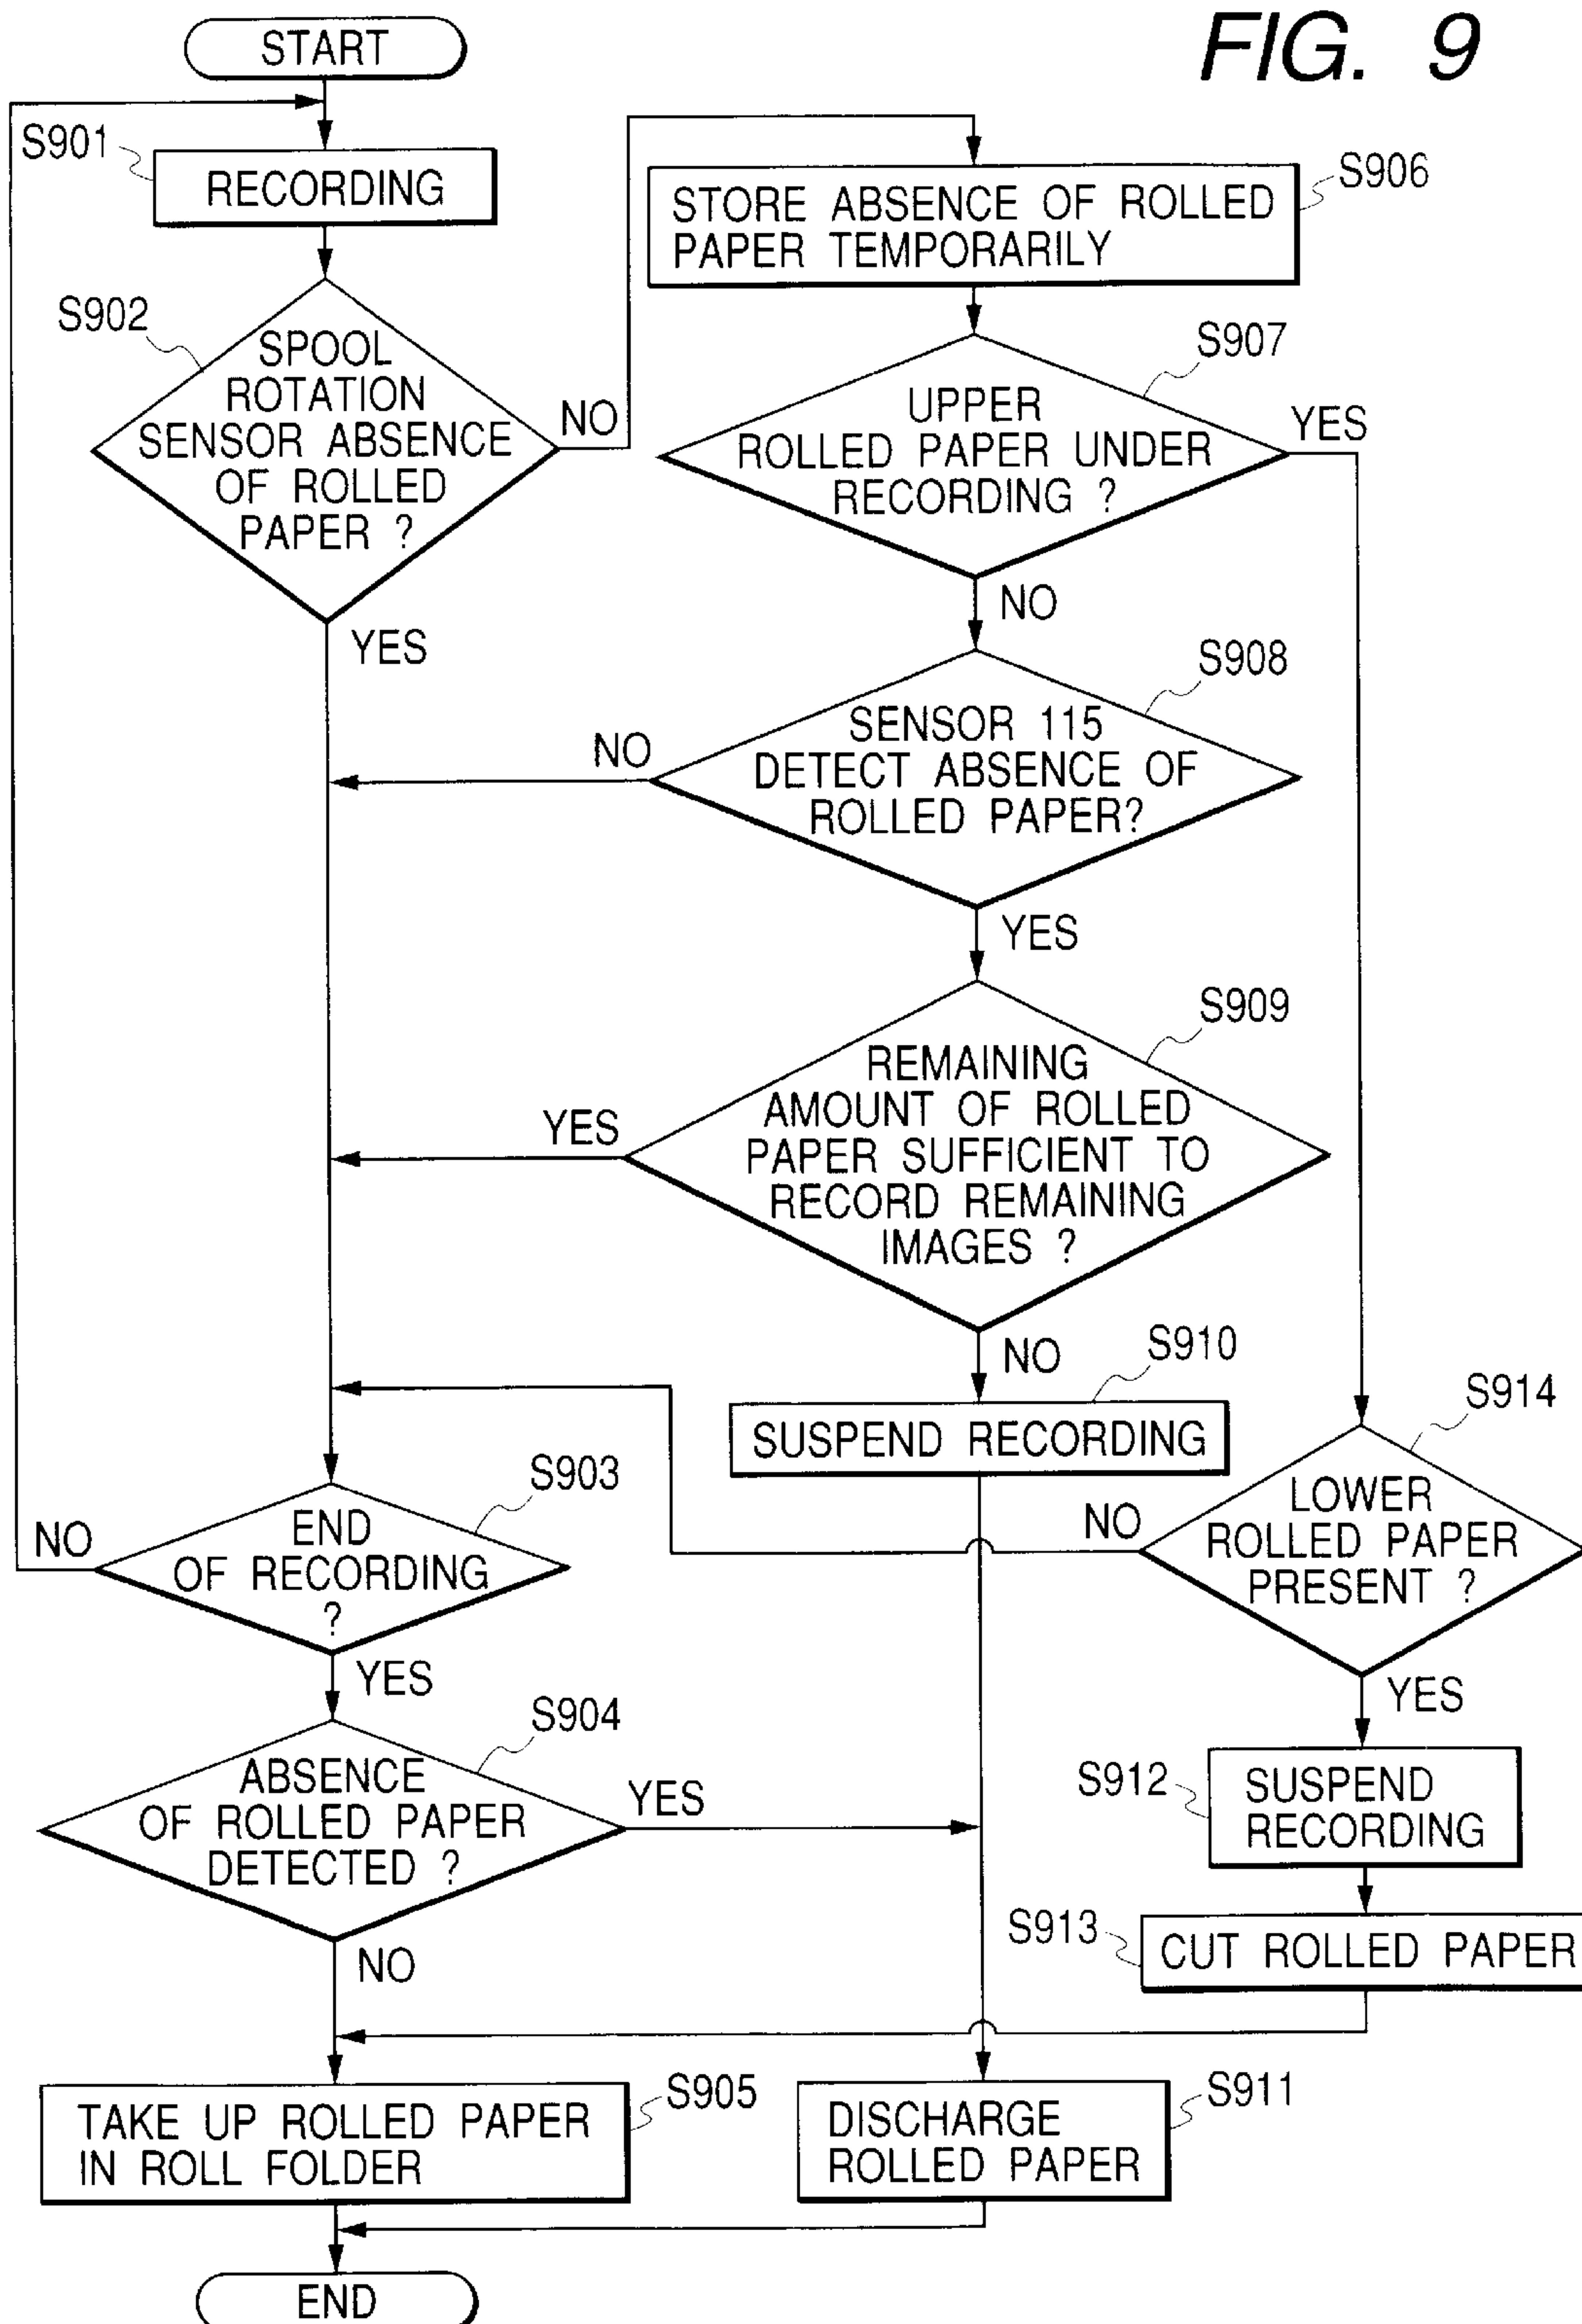 FIG. 9
START
S901
RECORDING
S902
SPOOL
ROTATION
SENSOR ABSENCE
OF ROLLED
PAPER ?
NO
YES
STORE ABSENCE OF ROLLED
PAPER TEMPORARILY
S906
S907
UPPER
ROLLED PAPER UNDER
RECORDING ?
YES
NO
S908
SENSOR 115
DETECT ABSENCE OF
ROLLED PAPER?
NO
YES
S909
REMAINING
AMOUNT OF ROLLED
PAPER SUFFICIENT TO
RECORD REMAINING
IMAGES ?
YES
NO
S910
SUSPEND RECORDING
S914
LOWER
ROLLED PAPER
PRESENT ?
NO
YES
S903
END
OF RECORDING
?
NO
YES
S904
ABSENCE
OF ROLLED PAPER
DETECTED ?
YES
NO
S912
SUSPEND
RECORDING
S913
CUT ROLLED PAPER
TAKE UP ROLLED PAPER
IN ROLL FOLDER
S905
DISCHARGE
ROLLED PAPER
S911
END